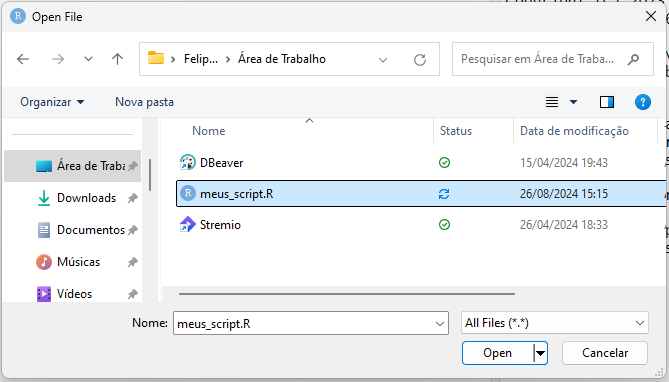 Open File
Felip... Área de Trabalho
Pesquisar em Área de Traba...
Organizar
Nova pasta
Nome Status Data de modificação
Área de Traba
DBeaver 15/04/2024 19:43
Downloads
meus_script.R 26/08/2024 15:15
Documentos
Stremio 26/04/2024 18:33
Músicas
Vídeos
Nome: meus_script.R
All Files (*.*)
Open
Cancelar